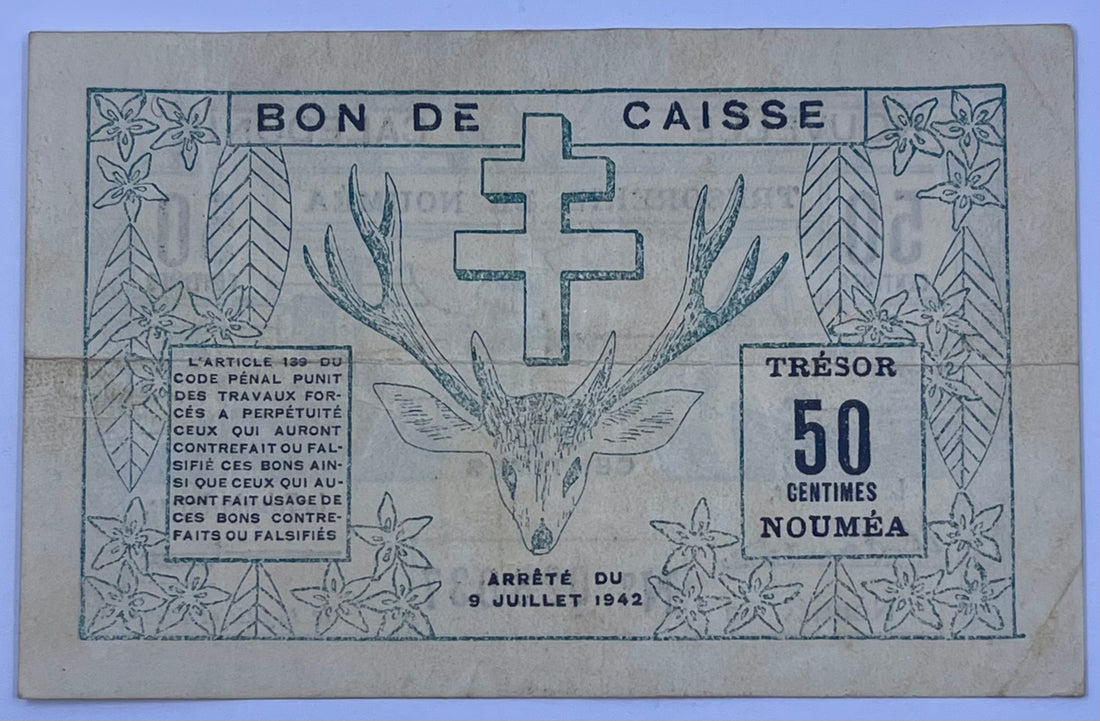 BON DE CAISSE
L'ARTICLE 139 DU
CODE PÉNAL PUNIT
DES TRAVAUX FOR-
CÉS A PERPÉTUITÉ
CEUX QUI AURONT
CONTREFAIT OU FAL-
SIFIÉ CES BONS AIN-
SI QUE CEUX QUI AU-
RONT FAIT USAGE DE
CES BONS CONTRE-
FAITS OU FALSIFIÉS
TRÉSOR
50
CENTIMES
NOUMÉA
ARRÊTÉ DU
9 JUILLET 1942